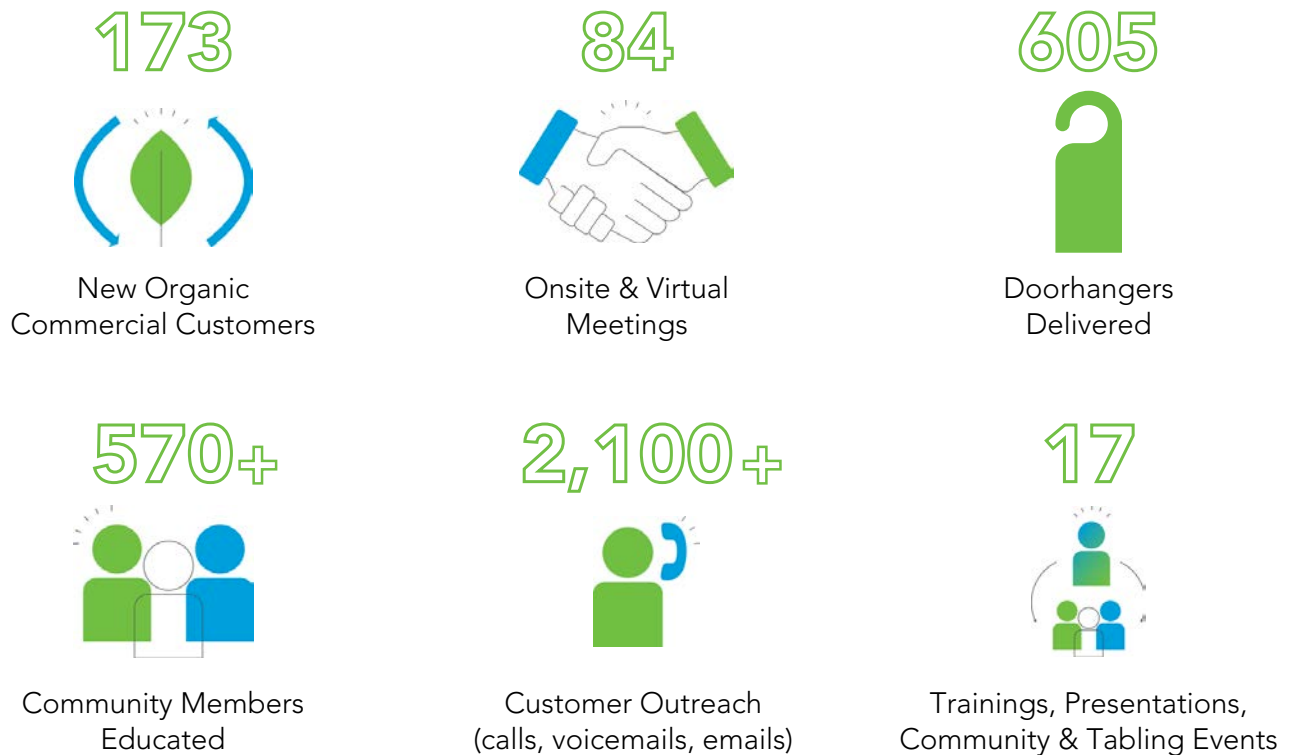 173
84
605
New Organic
Commercial Customers
Onsite & Virtual
Meetings
Doorhangers
Delivered
570+
2,100+
17
Community Members
Educated
Customer Outreach
(calls, voicemails, emails)
Trainings, Presentations,
Community & Tabling Events